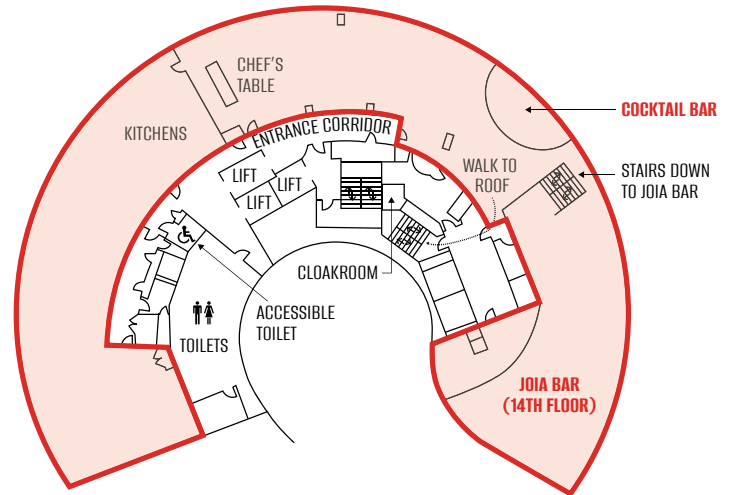 CHEF'S
TABLE
COCKTAIL BAR
KITCHENS
ENTRANCE CORRIDOR
WALK TO
ROOF
STAIRS DOWN
TO JOIA BAR
LIFT
LIFT
LIFT
CLOAKROOM
ACCESSIBLE
TOILET
TOILETS
JOIA BAR
(14TH FLOOR)